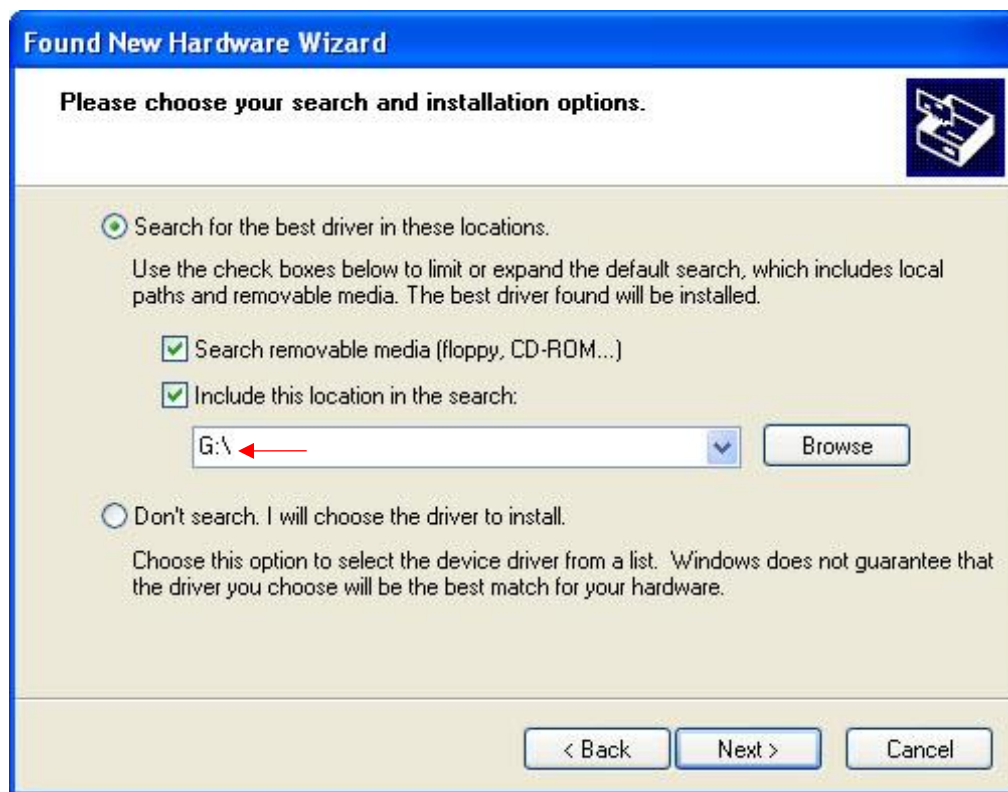 Found New Hardware Wizard
Please choose your search and installation options.
Search for the best driver in these locations.
Use the check boxes below to limit or expand the default search, which includes local
paths and removable media. The best driver found will be installed.
Search removable media (floppy, CD-ROM...)
Include this location in the search:
G:\
Browse
Don't search. I will choose the driver to install.
Choose this option to select the device driver from a list.  Windows does not guarantee that
the driver you choose will be the best match for your hardware.
< Back
Next >
Cancel